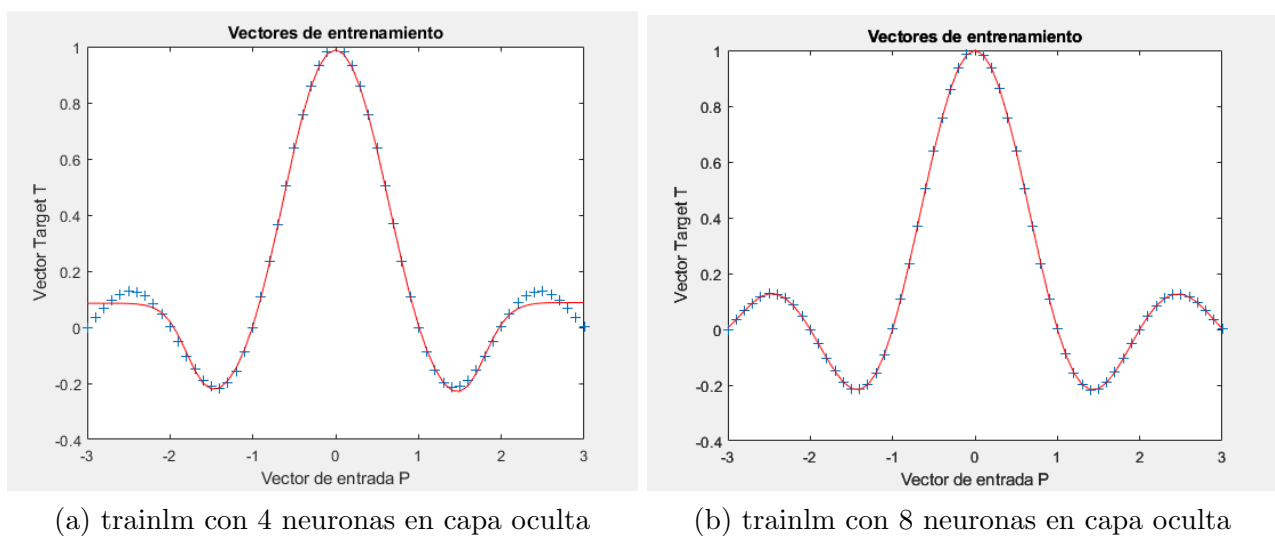 Vectores de entrenamiento
Vector Target T
1
0.8
0.6
0.4
0.2
0
-0.2
-0.4
-3 -2 -1 0 1 2 3
Vector de entrada P
(a) trainlm con 4 neuronas en capa oculta
Vectores de entrenamiento
Vector Target T
1
0.8
0.6
0.4
0.2
0
-0.2
-0.4
-3 -2 -1 0 1 2 3
Vector de entrada P
(b) trainlm con 8 neuronas en capa oculta